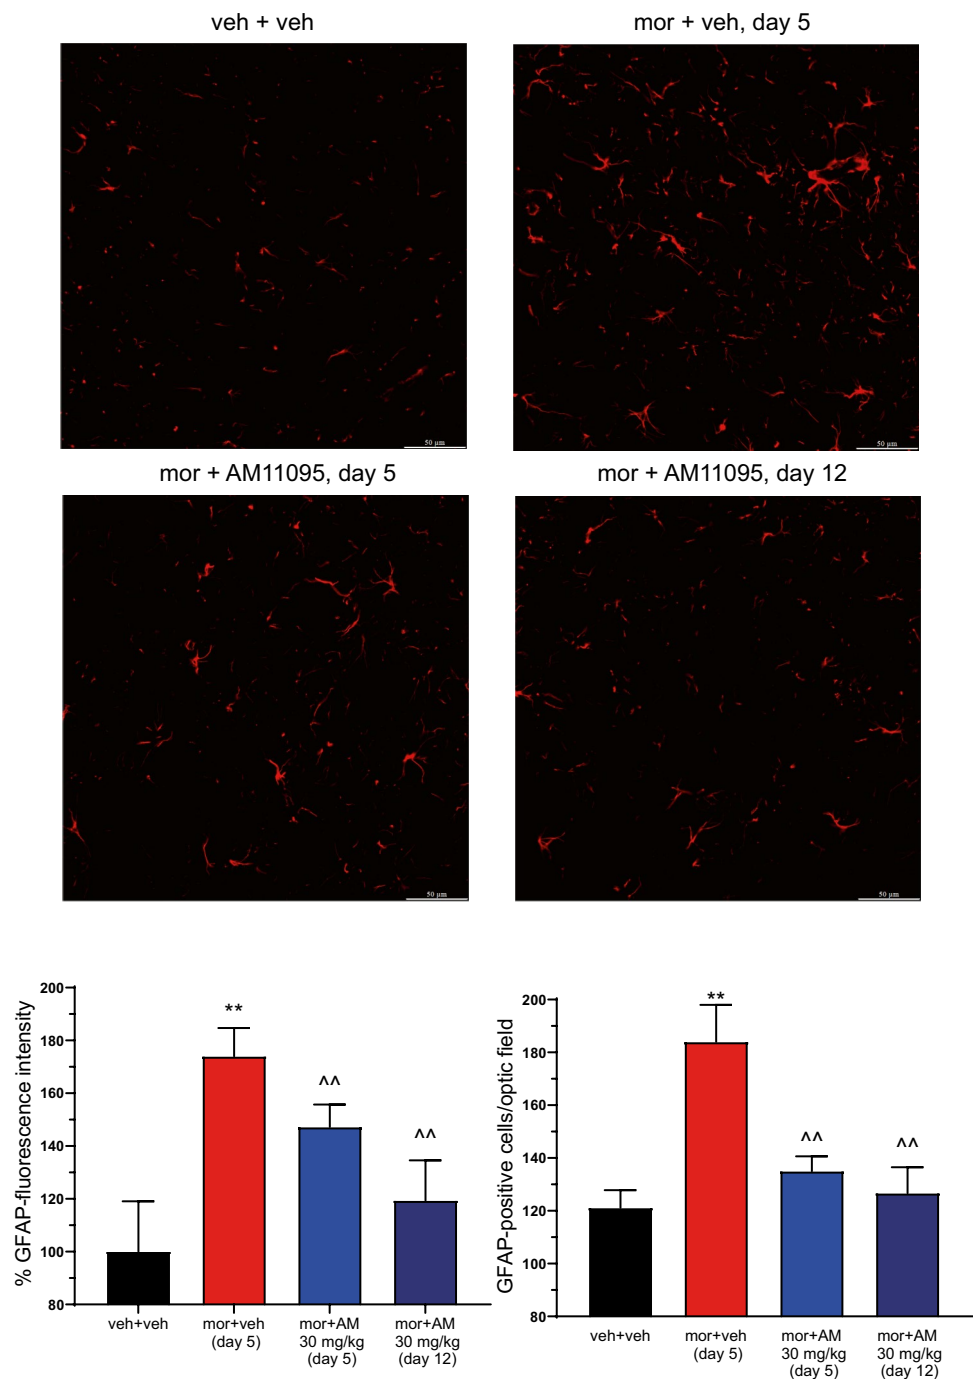 veh + veh
mor + veh, day 5
50 µm
50 µm
mor + AM11095, day 5
mor + AM11095, day 12
50 µm
50 µm
% GFAP-fluorescence intensity
200
180
160
140
120
100
80
**
^^
^^
veh+veh
mor+veh
(day 5)
mor+AM
30 mg/kg
(day 5)
mor+AM
30 mg/kg
(day 12)
GFAP-positive cells/optic field
200
180
160
140
120
100
80
**
^^
^^
veh+veh
mor+veh
(day 5)
mor+AM
30 mg/kg
(day 5)
mor+AM
30 mg/kg
(day 12)